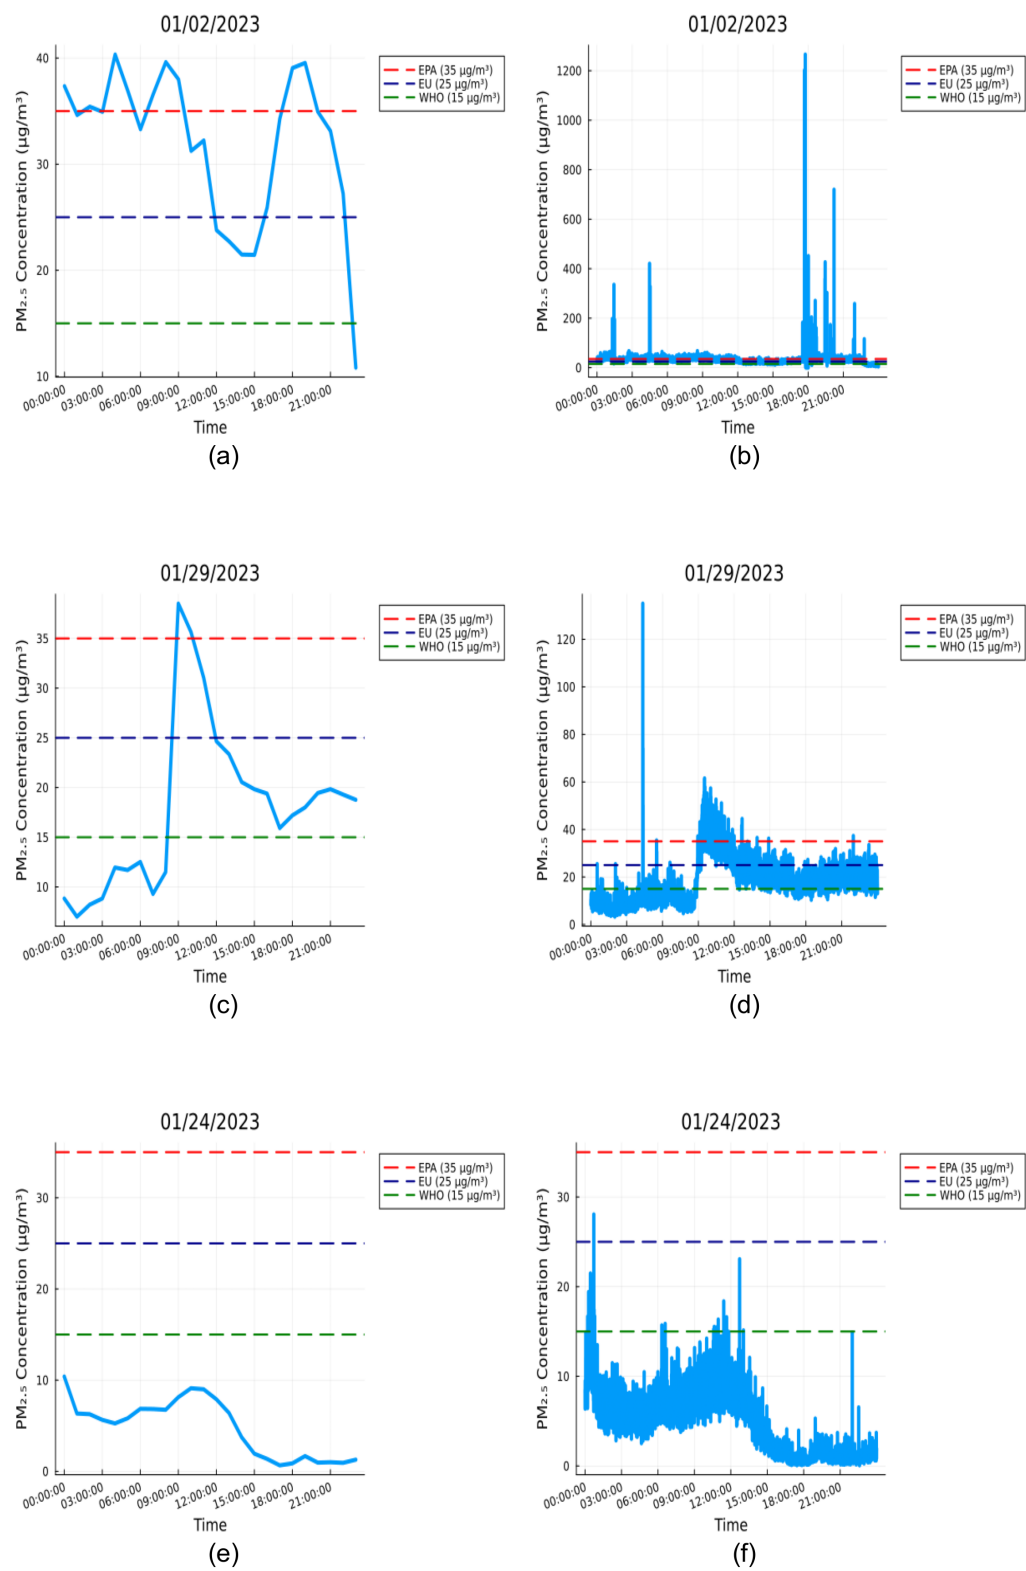 01/02/2023
PM₂.₅ Concentration (µg/m³)
40
30
20
10
00:00:00 03:00:00 06:00:00 09:00:00 12:00:00 15:00:00 18:00:00 21:00:00
Time
EPA (35 µg/m³)
EU (25 µg/m³)
WHO (15 µg/m³)
(a)
01/02/2023
PM₂.₅ Concentration (µg/m³)
1200
1000
800
600
400
200
0
00:00:00 03:00:00 06:00:00 09:00:00 12:00:00 15:00:00 18:00:00 21:00:00
Time
EPA (35 µg/m³)
EU (25 µg/m³)
WHO (15 µg/m³)
(b)
01/29/2023
PM₂.₅ Concentration (µg/m³)
35
30
25
20
15
10
00:00:00 03:00:00 06:00:00 09:00:00 12:00:00 15:00:00 18:00:00 21:00:00
Time
EPA (35 µg/m³)
EU (25 µg/m³)
WHO (15 µg/m³)
(c)
01/29/2023
PM₂.₅ Concentration (µg/m³)
120
100
80
60
40
20
0
00:00:00 03:00:00 06:00:00 09:00:00 12:00:00 15:00:00 18:00:00 21:00:00
Time
EPA (35 µg/m³)
EU (25 µg/m³)
WHO (15 µg/m³)
(d)
01/24/2023
PM₂.₅ Concentration (µg/m³)
30
20
10
0
00:00:00 03:00:00 06:00:00 09:00:00 12:00:00 15:00:00 18:00:00 21:00:00
Time
EPA (35 µg/m³)
EU (25 µg/m³)
WHO (15 µg/m³)
(e)
01/24/2023
PM₂.₅ Concentration (µg/m³)
30
20
10
0
00:00:00 03:00:00 06:00:00 09:00:00 12:00:00 15:00:00 18:00:00 21:00:00
Time
EPA (35 µg/m³)
EU (25 µg/m³)
WHO (15 µg/m³)
(f)